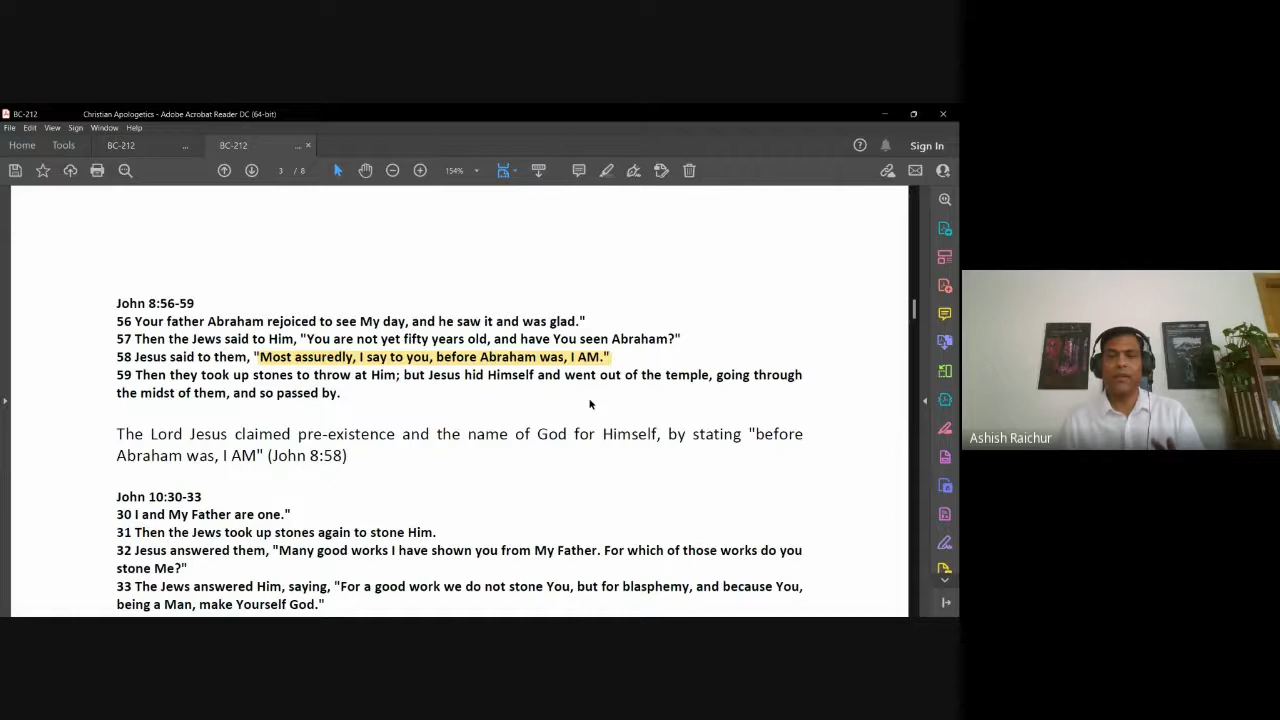 BC-212 Christian Apologetics - Adobe Acrobat Reader DC (64-bit)
File Edit View Sign Window Help
Home Tools BC-212 ... BC-212 ... ×
Sign In
3 / 8 154%
John 8:56-59
56 Your father Abraham rejoiced to see My day, and he saw it and was glad."
57 Then the Jews said to Him, "You are not yet fifty years old, and have You seen Abraham?"
58 Jesus said to them, "Most assuredly, I say to you, before Abraham was, I AM."
59 Then they took up stones to throw at Him; but Jesus hid Himself and went out of the temple, going through
the midst of them, and so passed by.
The Lord Jesus claimed pre-existence and the name of God for Himself, by stating "before
Abraham was, I AM" (John 8:58)
John 10:30-33
30 I and My Father are one."
31 Then the Jews took up stones again to stone Him.
32 Jesus answered them, "Many good works I have shown you from My Father. For which of those works do you
stone Me?"
33 The Jews answered Him, saying, "For a good work we do not stone You, but for blasphemy, and because You,
being a Man, make Yourself God."
Ashish Raichur